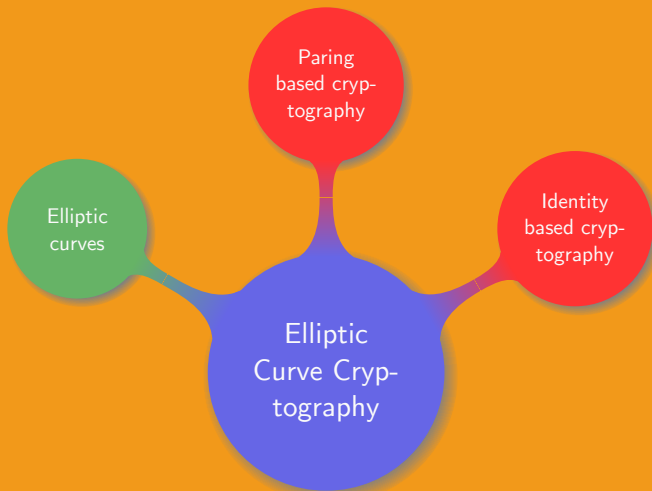 Paring
based cryp-
tography
Elliptic
curves
Identity
based cryp-
tography
Elliptic
Curve Cryp-
tography